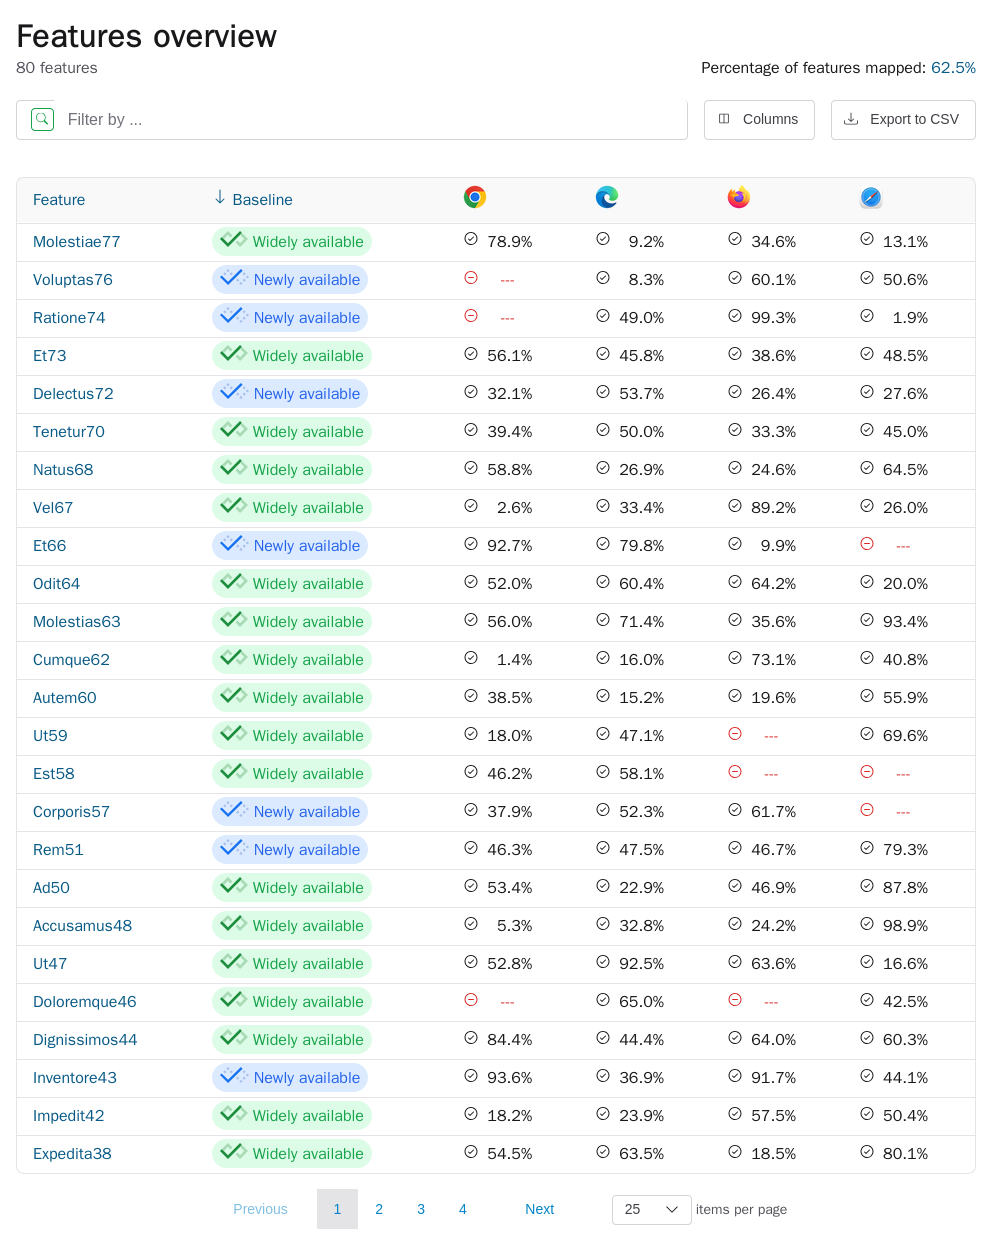 Features overview
80 features
Percentage of features mapped: 62.5%
Filter by ...
Columns
Export to CSV
Feature Baseline
Molestiae77 Widely available 78.9% 9.2% 34.6% 13.1%
Voluptas76 Newly available --- 8.3% 60.1% 50.6%
Ratione74 Newly available --- 49.0% 99.3% 1.9%
Et73 Widely available 56.1% 45.8% 38.6% 48.5%
Delectus72 Newly available 32.1% 53.7% 26.4% 27.6%
Tenetur70 Widely available 39.4% 50.0% 33.3% 45.0%
Natus68 Widely available 58.8% 26.9% 24.6% 64.5%
Vel67 Widely available 2.6% 33.4% 89.2% 26.0%
Et66 Newly available 92.7% 79.8% 9.9% ---
Odit64 Widely available 52.0% 60.4% 64.2% 20.0%
Molestias63 Widely available 56.0% 71.4% 35.6% 93.4%
Cumque62 Widely available 1.4% 16.0% 73.1% 40.8%
Autem60 Widely available 38.5% 15.2% 19.6% 55.9%
Ut59 Widely available 18.0% 47.1% --- 69.6%
Est58 Widely available 46.2% 58.1% --- ---
Corporis57 Newly available 37.9% 52.3% 61.7% ---
Rem51 Newly available 46.3% 47.5% 46.7% 79.3%
Ad50 Widely available 53.4% 22.9% 46.9% 87.8%
Accusamus48 Widely available 5.3% 32.8% 24.2% 98.9%
Ut47 Widely available 52.8% 92.5% 63.6% 16.6%
Doloremque46 Widely available --- 65.0% --- 42.5%
Dignissimos44 Widely available 84.4% 44.4% 64.0% 60.3%
Inventore43 Newly available 93.6% 36.9% 91.7% 44.1%
Impedit42 Widely available 18.2% 23.9% 57.5% 50.4%
Expedita38 Widely available 54.5% 63.5% 18.5% 80.1%
Previous 1 2 3 4 Next 25 items per page